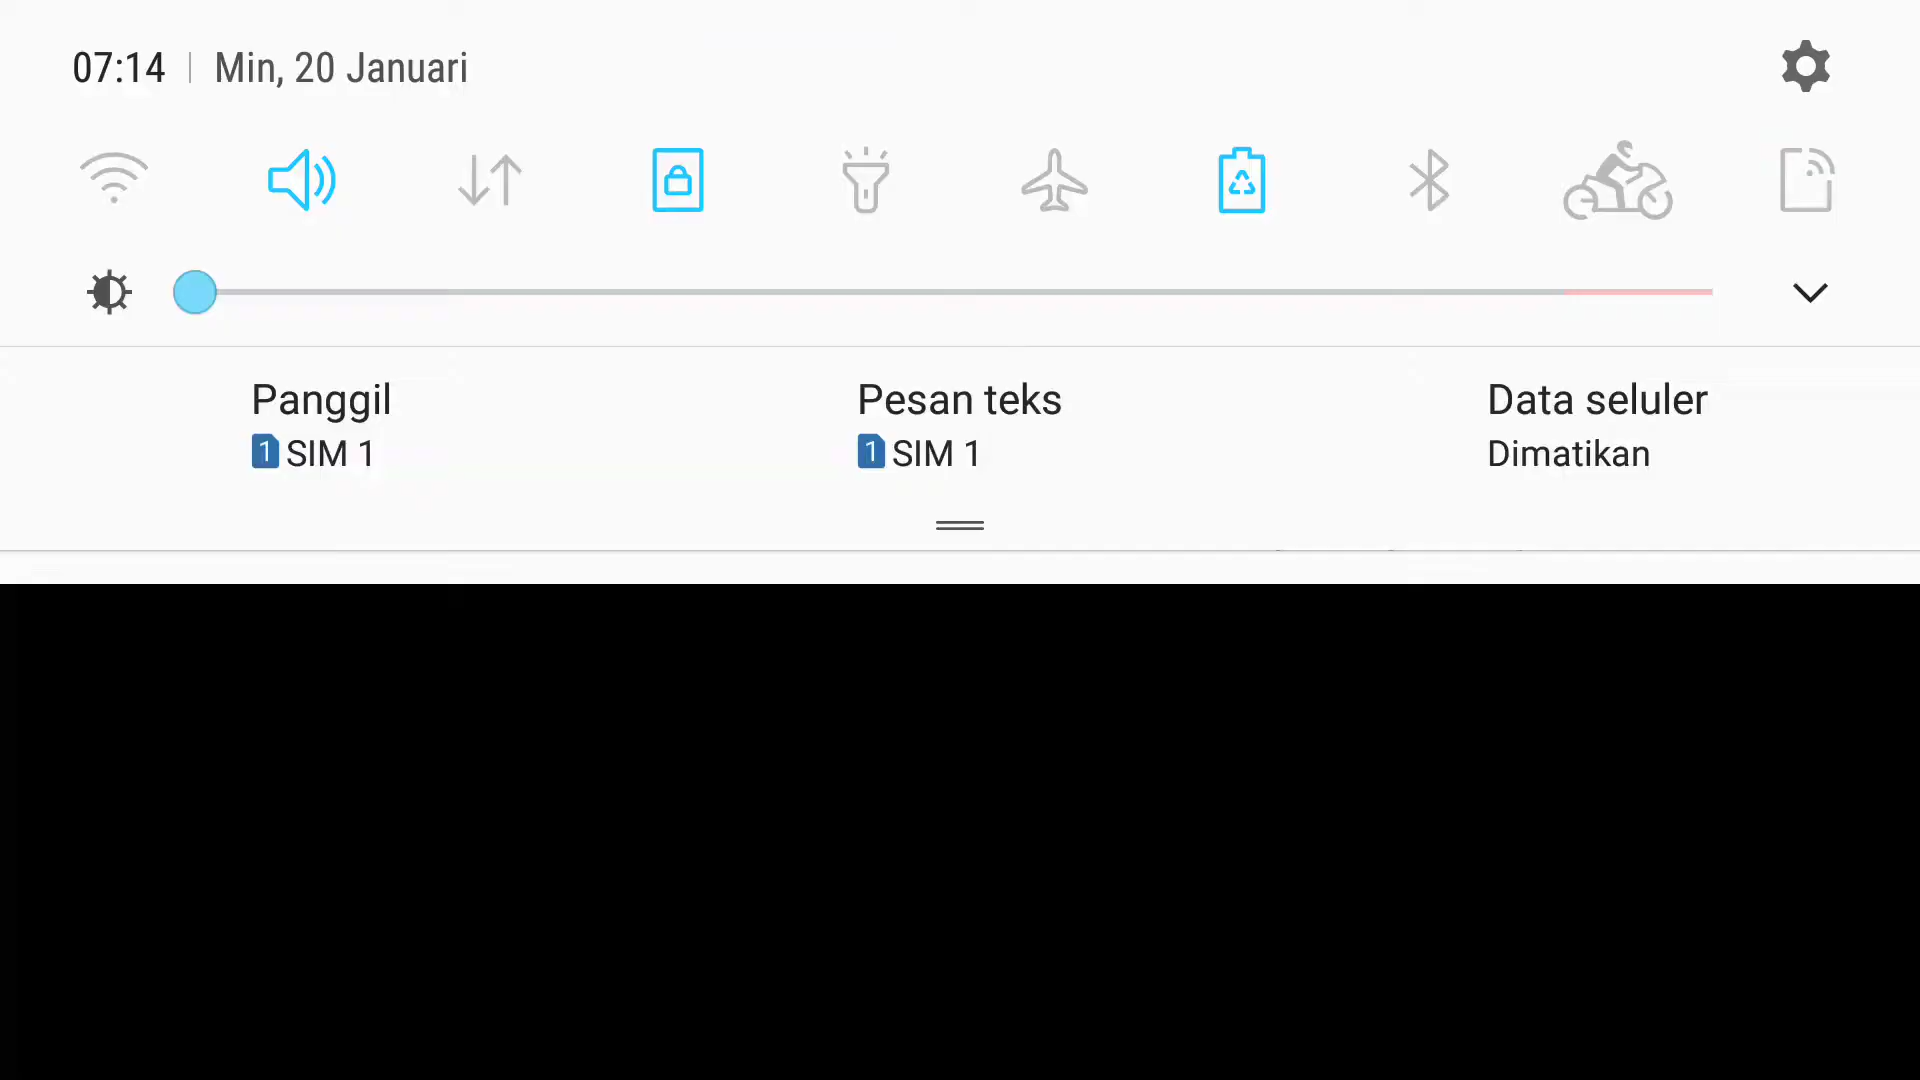 07:14 | Min, 20 Januari
Panggil
1 SIM 1
Pesan teks
1 SIM 1
Data seluler
Dimatikan